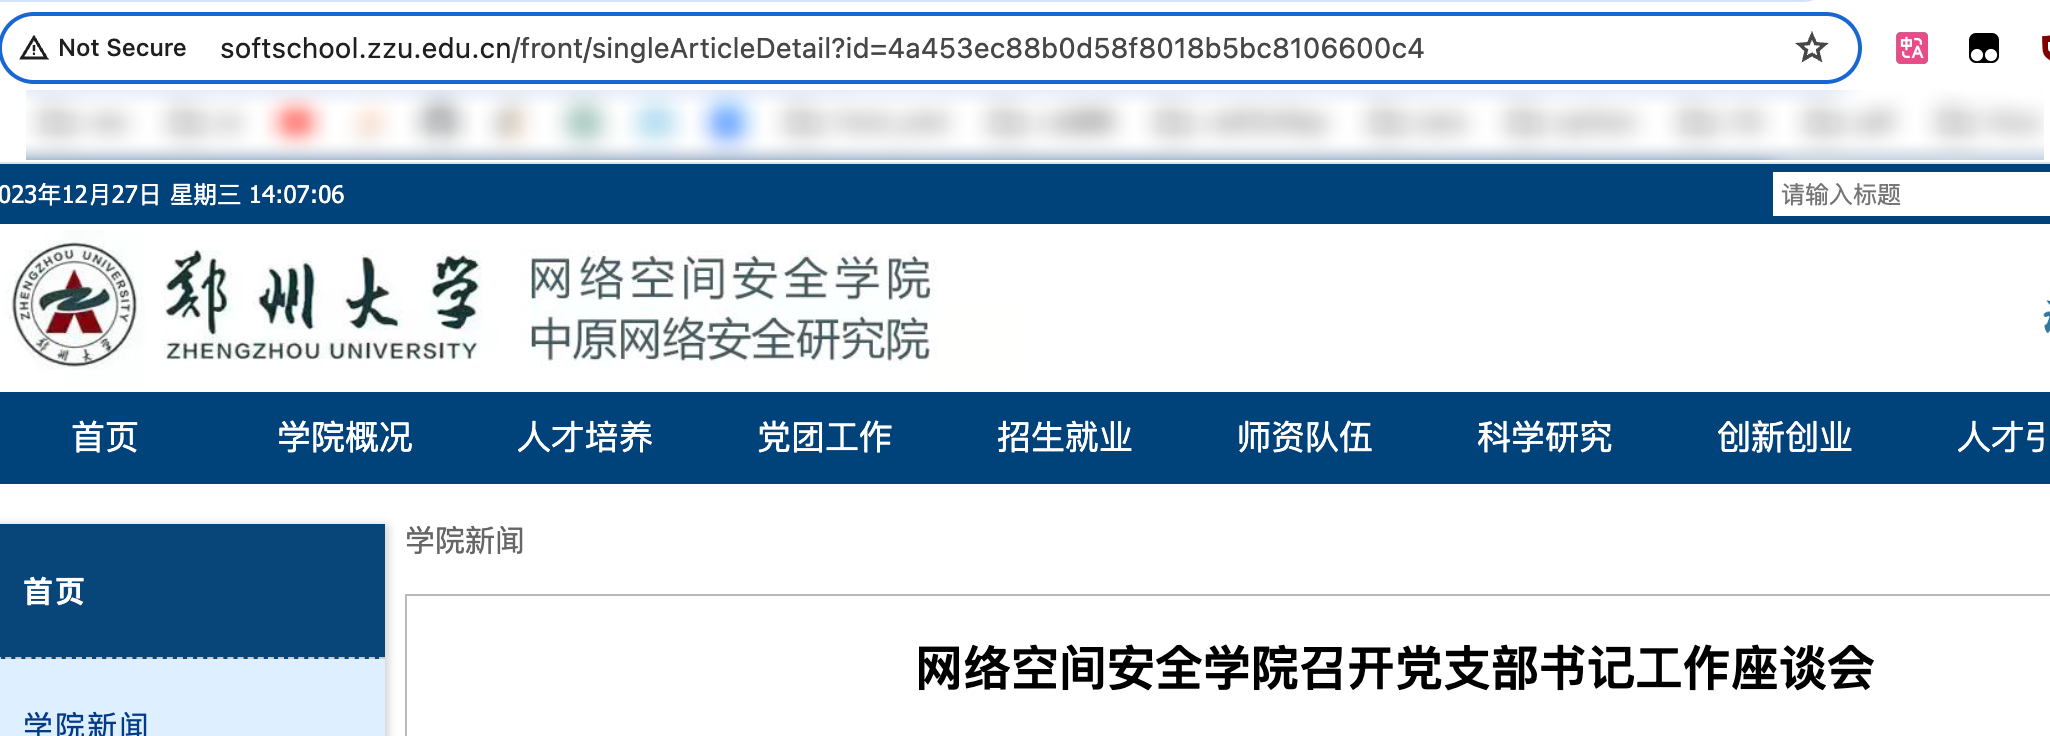 Not Secure softschool.zzu.edu.cn/front/singleArticleDetail?id=4a453ec88b0d58f8018b5bc8106600c4
023年12月27日 星期三 14:07:06 请输入标题
郑州大学 网络空间安全学院
ZHENGZHOU UNIVERSITY 中原网络安全研究院
首页 学院概况 人才培养 党团工作 招生就业 师资队伍 科学研究 创新创业 人才引
学院新闻
首页
网络空间安全学院召开党支部书记工作座谈会
学院新闻